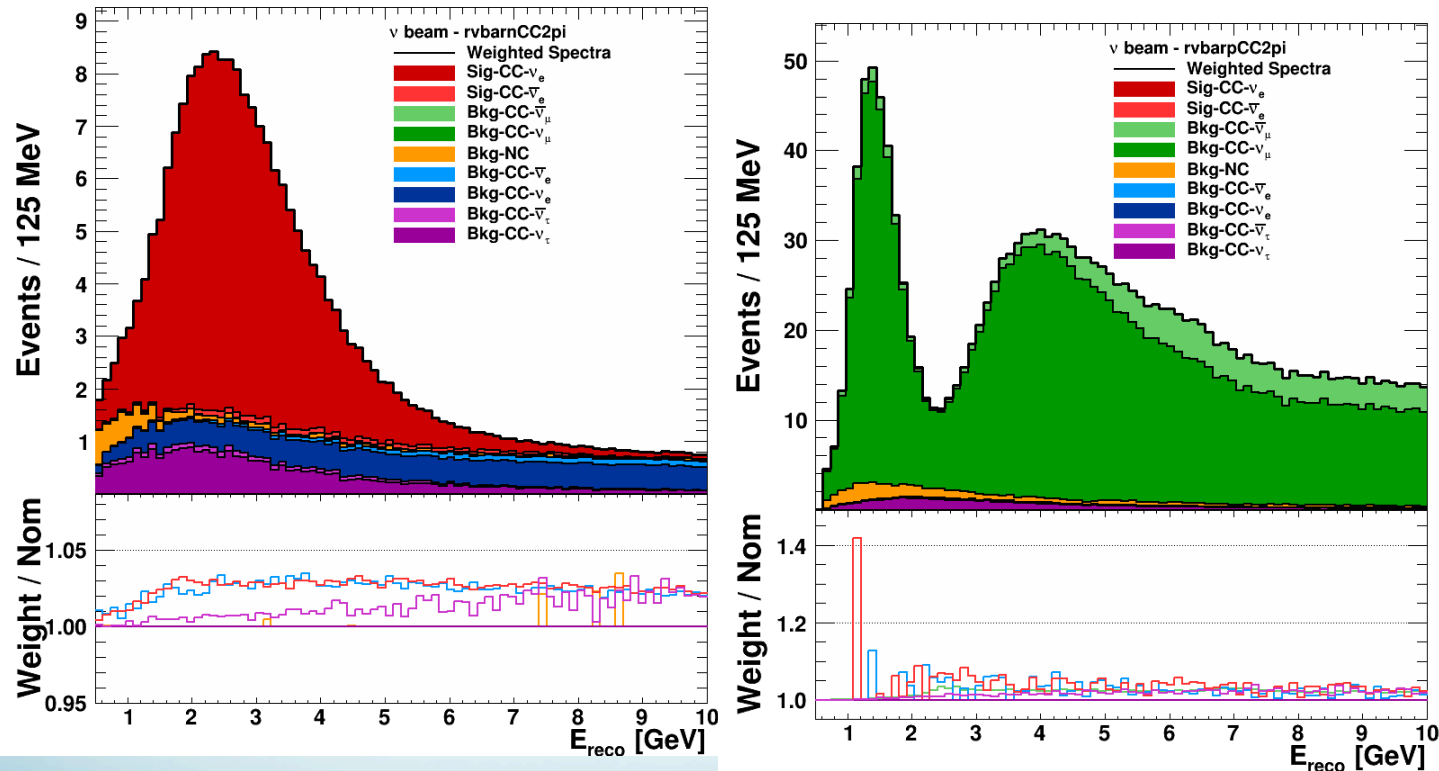 ν beam - rvbarnCC2pi
Weighted Spectra
Sig-CC-νe
Sig-CC-ν̅e
Bkg-CC-ν̅μ
Bkg-CC-νμ
Bkg-NC
Bkg-CC-ν̅e
Bkg-CC-νe
Bkg-CC-ν̅τ
Bkg-CC-ντ
Events / 125 MeV
9
8
7
6
5
4
3
2
1
Weight / Nom
1.05
1.00
0.95
1 2 3 4 5 6 7 8 9 10
Ereco [GeV]
ν beam - rvbarpCC2pi
Weighted Spectra
Sig-CC-νe
Sig-CC-ν̅e
Bkg-CC-ν̅μ
Bkg-CC-νμ
Bkg-NC
Bkg-CC-ν̅e
Bkg-CC-νe
Bkg-CC-ν̅τ
Bkg-CC-ντ
Events / 125 MeV
50
40
30
20
10
Weight / Nom
1.4
1.2
1.0
1 2 3 4 5 6 7 8 9 10
Ereco [GeV]